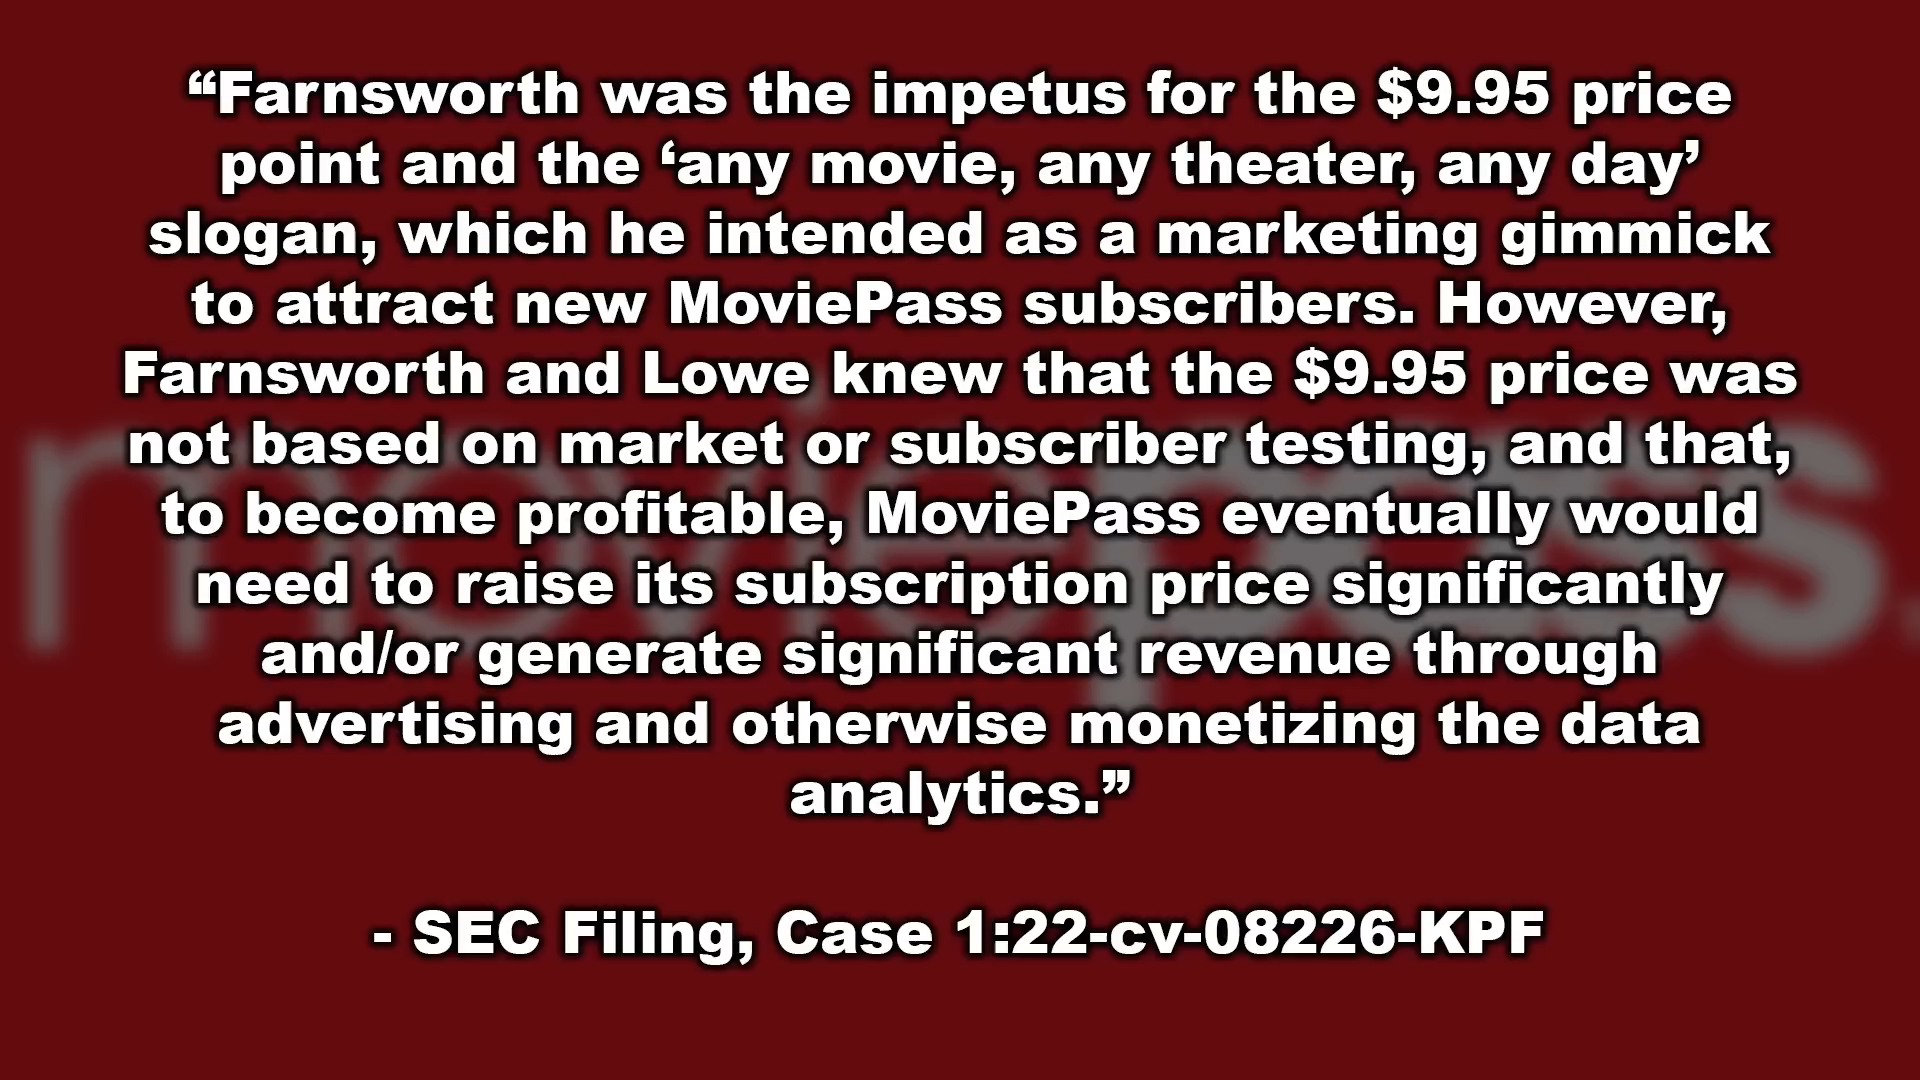 “Farnsworth was the impetus for the $9.95 price
point and the ‘any movie, any theater, any day’
slogan, which he intended as a marketing gimmick
to attract new MoviePass subscribers. However,
Farnsworth and Lowe knew that the $9.95 price was
not based on market or subscriber testing, and that,
to become profitable, MoviePass eventually would
need to raise its subscription price significantly
and/or generate significant revenue through
advertising and otherwise monetizing the data
analytics.”
- SEC Filing, Case 1:22-cv-08226-KPF
moviepass.